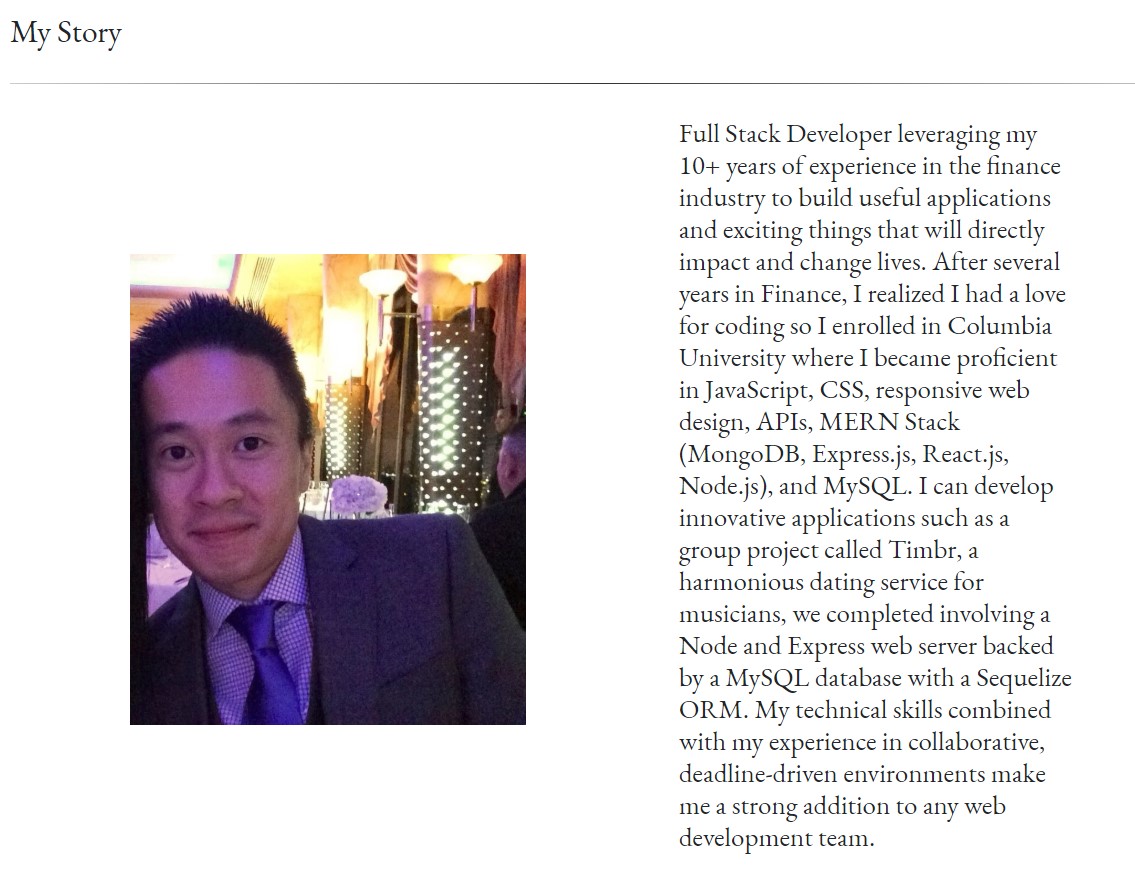 My Story
Full Stack Developer leveraging my
10+ years of experience in the finance
industry to build useful applications
and exciting things that will directly
impact and change lives. After several
years in Finance, I realized I had a love
for coding so I enrolled in Columbia
University where I became proficient
in JavaScript, CSS, responsive web
design, APIs, MERN Stack
(MongoDB, Express.js, React.js,
Node.js), and MySQL. I can develop
innovative applications such as a
group project called Timbr, a
harmonious dating service for
musicians, we completed involving a
Node and Express web server backed
by a MySQL database with a Sequelize
ORM. My technical skills combined
with my experience in collaborative,
deadline-driven environments make
me a strong addition to any web
development team.